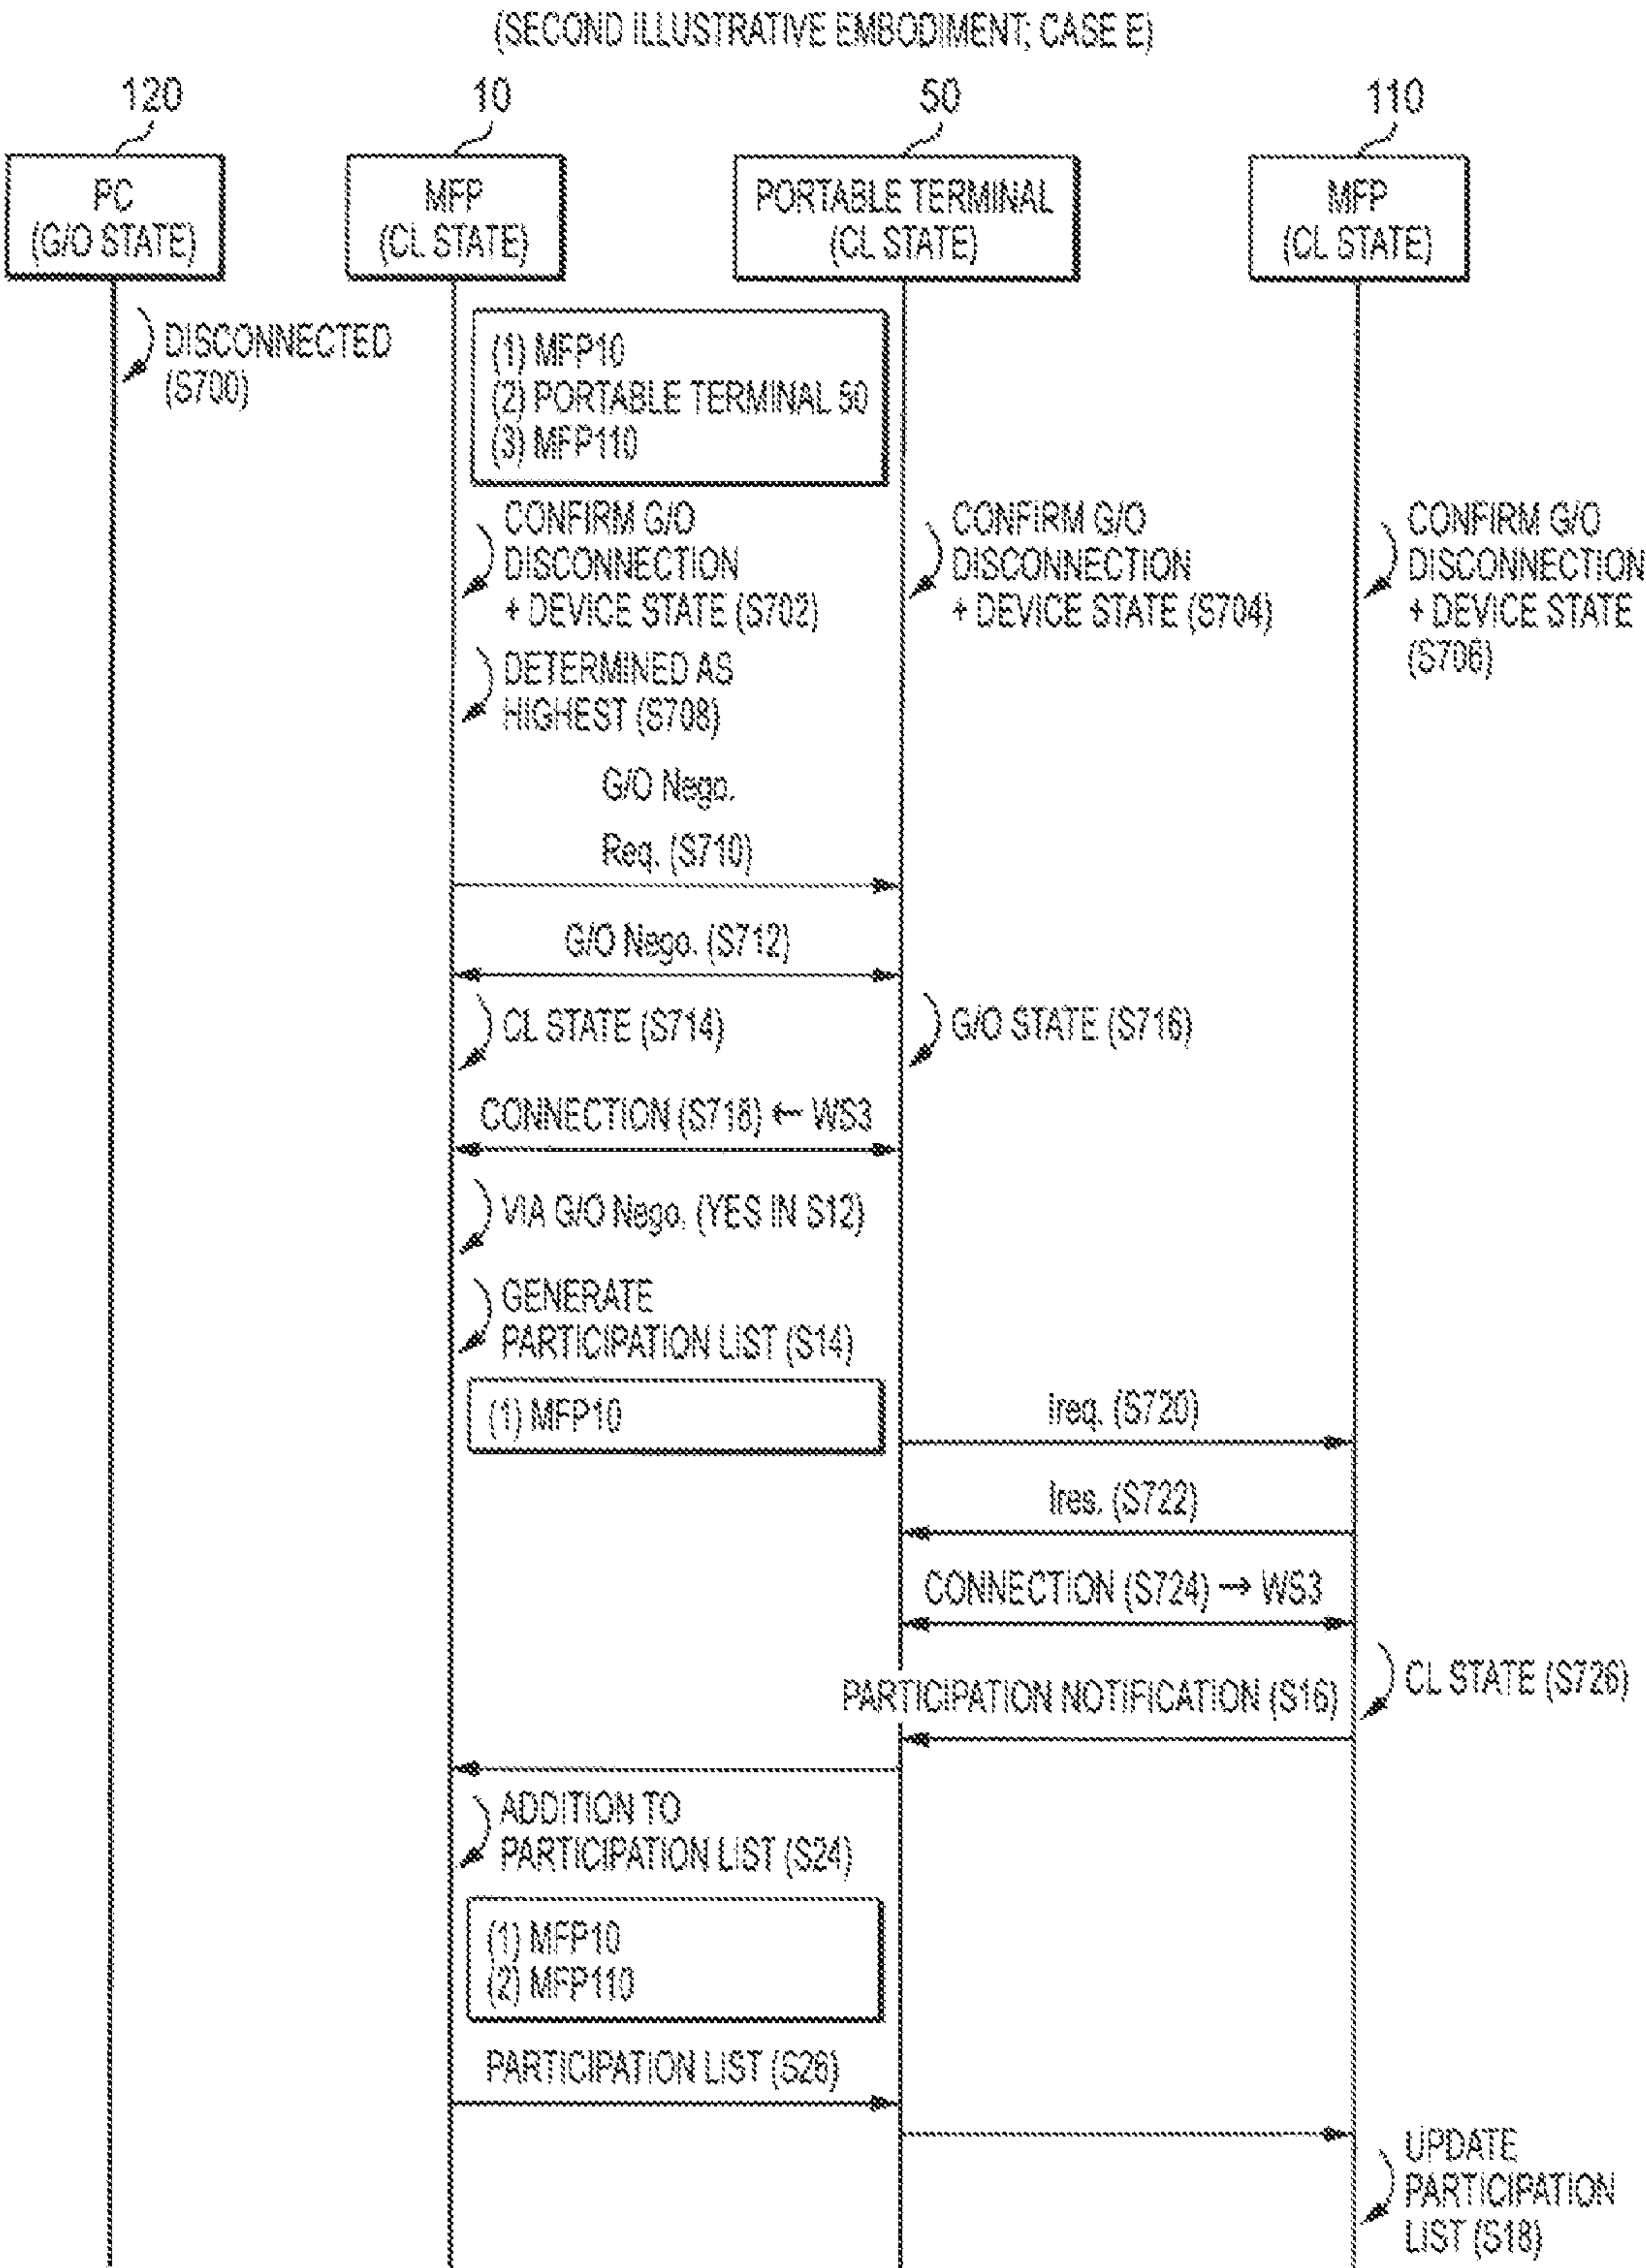 (SECOND ILLUSTRATIVE EMBODIMENT; CASE E)
120
10
50
110
PC
(G/O STATE)
MFP
(CL STATE)
PORTABLE TERMINAL
(CL STATE)
MFP
(CL STATE)
DISCONNECTED
(S700)
(1) MFP10
(2) PORTABLE TERMINAL 50
(3) MFP110
CONFIRM G/O
DISCONNECTION
+ DEVICE STATE (S702)
CONFIRM G/O
DISCONNECTION
+ DEVICE STATE (S704)
CONFIRM G/O
DISCONNECTION
+ DEVICE STATE
(S706)
DETERMINED AS
HIGHEST (S708)
G/O Nego.
Req. (S710)
G/O Nego. (S712)
CL STATE (S714)
G/O STATE (S716)
CONNECTION (S718) ← WS3
VIA G/O Nego. (YES IN S12)
GENERATE
PARTICIPATION LIST (S14)
(1) MFP10
Ireq. (S720)
Ires. (S722)
CONNECTION (S724) → WS3
CL STATE (S726)
PARTICIPATION NOTIFICATION (S16)
ADDITION TO
PARTICIPATION LIST (S24)
(1) MFP10
(2) MFP110
PARTICIPATION LIST (S26)
UPDATE
PARTICIPATION
LIST (S18)